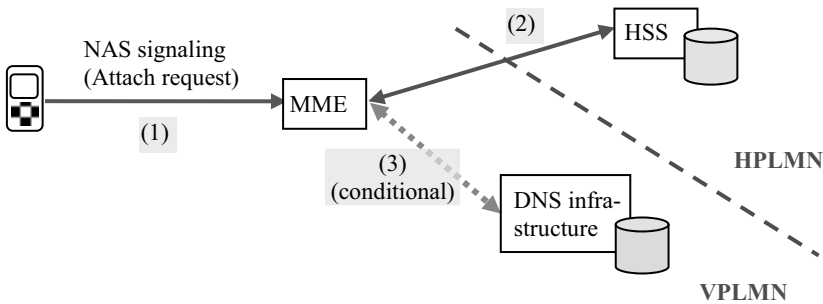 (2)
HSS
NAS signaling
(Attach request)
MME
(1)
(3)
(conditional)
HPLMN
DNS infra-
structure
VPLMN